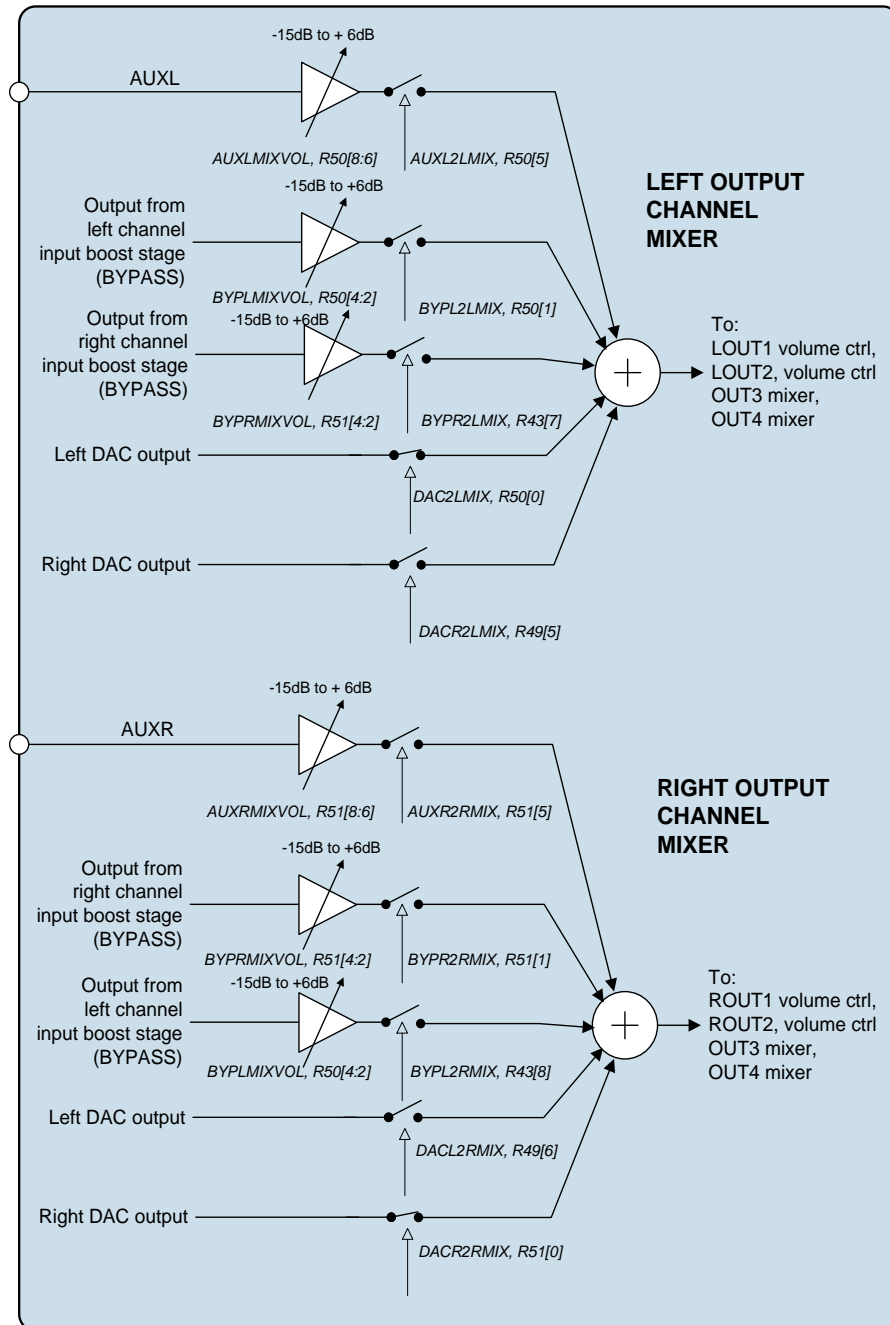 -15dB to + 6dB
AUXL
AUXLMIXVOL, R50[8:6]
AUXL2LMIX, R50[5]
-15dB to +6dB
LEFT OUTPUT
CHANNEL
MIXER
Output from
left channel
input boost stage
(BYPASS)
BYPLMIXVOL, R50[4:2]
BYPL2LMIX, R50[1]
-15dB to +6dB
Output from
right channel
input boost stage
(BYPASS)
BYPRMIXVOL, R51[4:2]
BYPR2LMIX, R43[7]
To:
LOUT1 volume ctrl,
LOUT2, volume ctrl
OUT3 mixer,
OUT4 mixer
Left DAC output
DAC2LMIX, R50[0]
Right DAC output
DACR2LMIX, R49[5]
-15dB to + 6dB
AUXR
AUXRMIXVOL, R51[8:6]
AUXR2RMIX, R51[5]
RIGHT OUTPUT
CHANNEL
MIXER
-15dB to +6dB
Output from
right channel
input boost stage
(BYPASS)
BYPRMIXVOL, R51[4:2]
BYPR2RMIX, R51[1]
-15dB to +6dB
Output from
left channel
input boost stage
(BYPASS)
BYPLMIXVOL, R50[4:2]
BYPL2RMIX, R43[8]
To:
ROUT1 volume ctrl,
ROUT2, volume ctrl
OUT3 mixer,
OUT4 mixer
Left DAC output
DACL2RMIX, R49[6]
Right DAC output
DACR2RMIX, R51[0]